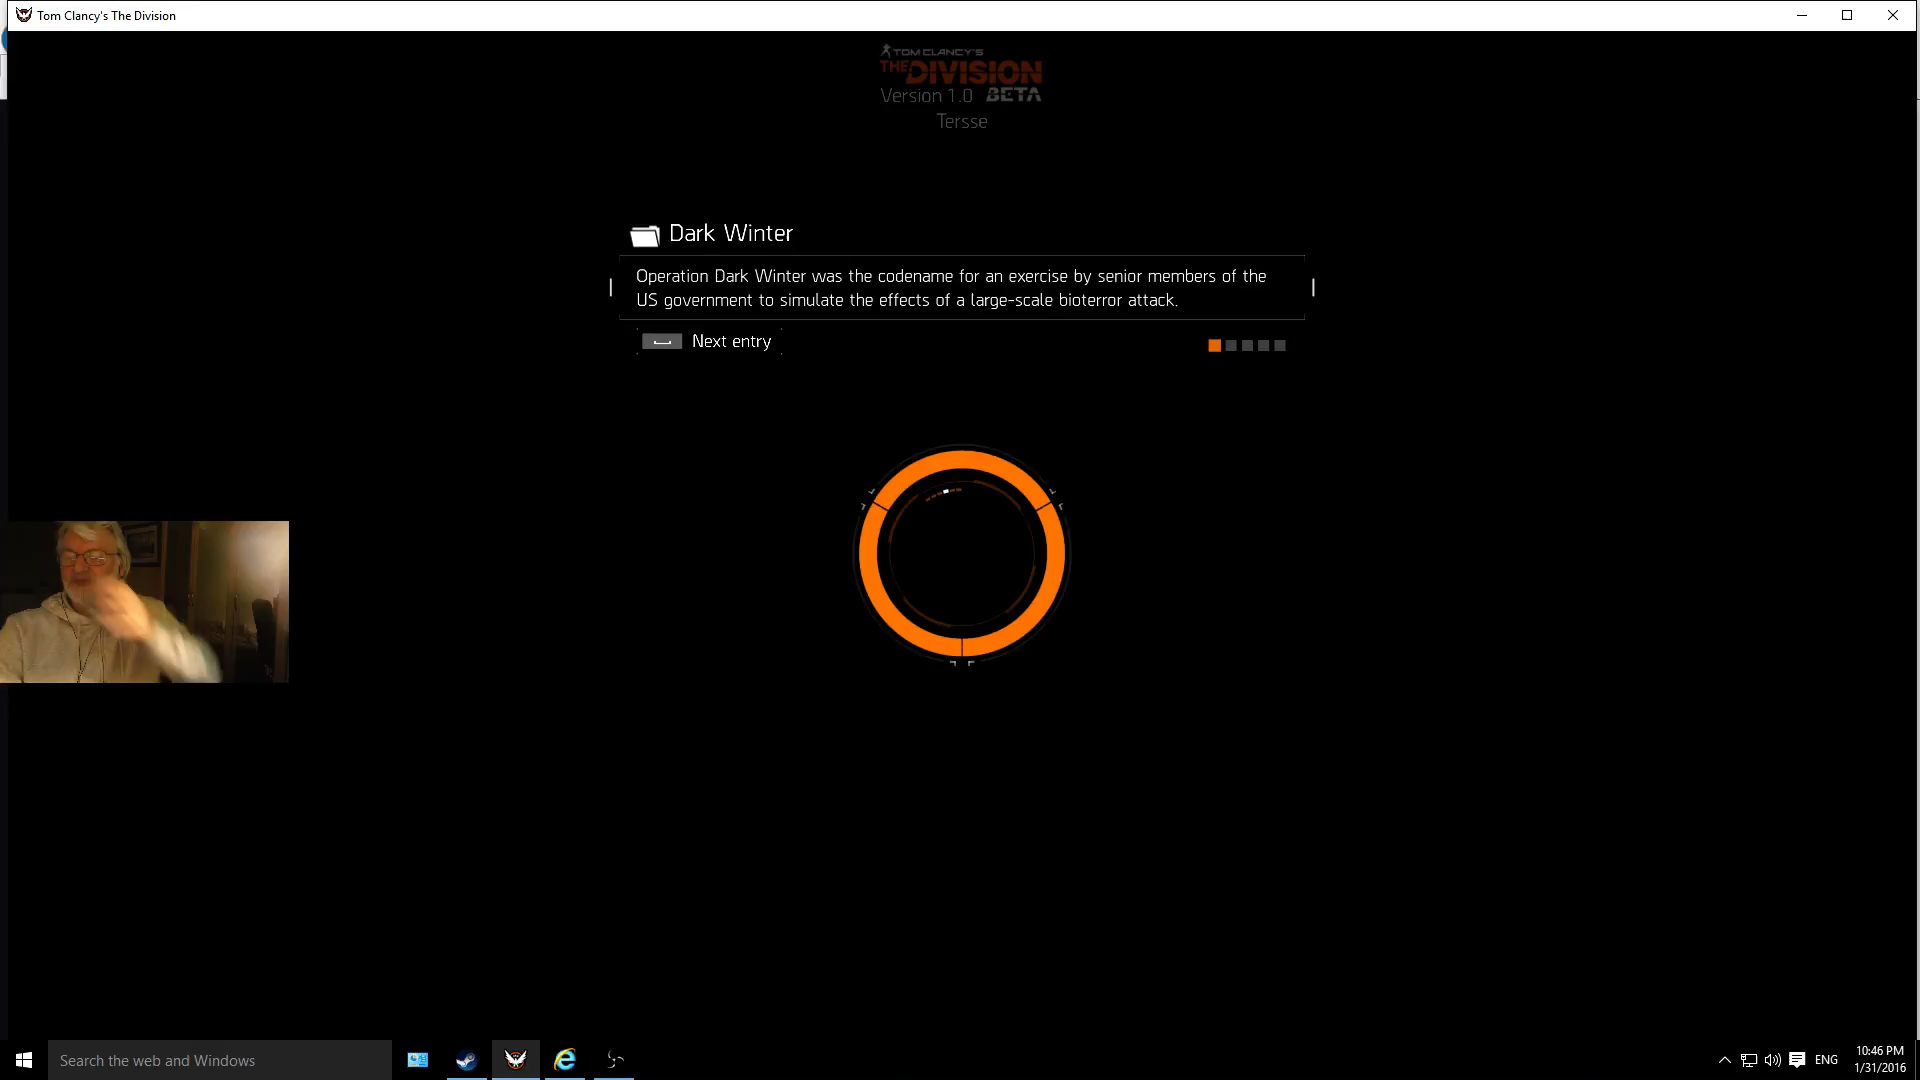 Tom Clancy's The Division
TOM CLANCY'S
THE DIVISION
Version 1.0 BETA
Tersse
Dark Winter
Operation Dark Winter was the codename for an exercise by senior members of the
US government to simulate the effects of a large-scale bioterror attack.
Next entry
Search the web and Windows
ENG
10:46 PM
1/31/2016